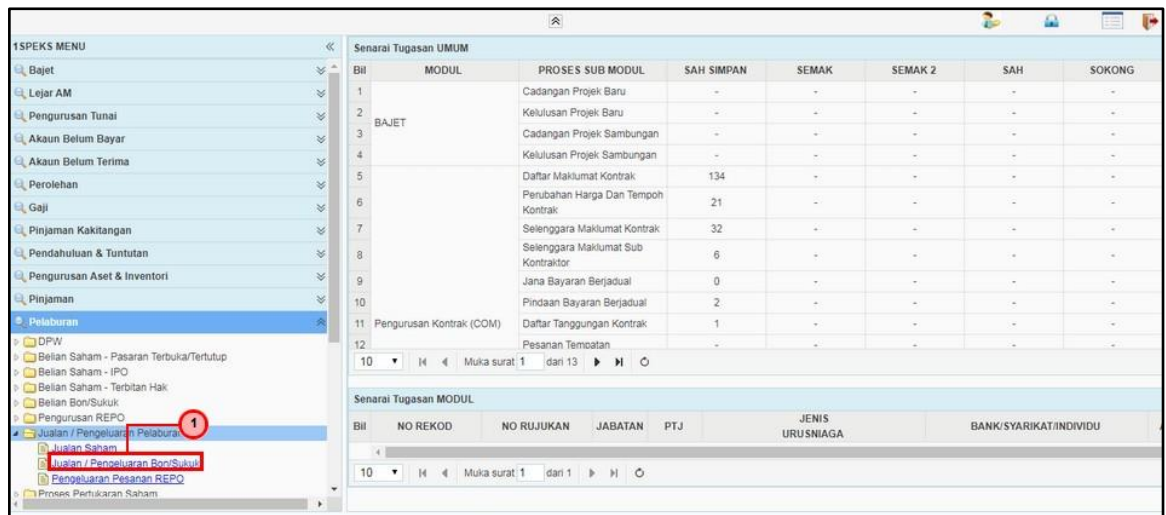 1SPEKS MENU
Bajet
Lejar AM
Pengurusan Tunai
Akaun Belum Bayar
Akaun Belum Terima
Perolehan
Gaji
Pinjaman Kakitangan
Pendahuluan & Tuntutan
Pengurusan Aset & Inventori
Pinjaman
Pelaburan
DPW
Belian Saham - Pasaran Terbuka/Tertutup
Belian Saham - IPO
Belian Saham - Terbitan Hak
Belian Bon/Sukuk
Pengurusan REPO
1
Jualan / Pengeluaran Pelaburan
Jualan Saham
Jualan / Pengeluaran Bon/Sukuk
Pengeluaran Pesanan REPO
Proses Pertukaran Saham
Senarai Tugasan UMUM
Bil MODUL PROSES SUB MODUL SAH SIMPAN SEMAK SEMAK 2 SAH SOKONG
1 Cadangan Projek Baru - - - - -
2 Kelulusan Projek Baru - - - - -
BAJET
3 Cadangan Projek Sambungan - - - - -
4 Kelulusan Projek Sambungan - - - - -
5 Daftar Maklumat Kontrak 134 - - - -
6 Perubahan Harga Dan Tempoh Kontrak 21 - - - -
7 Selenggara Maklumat Kontrak 32 - - - -
8 Selenggara Maklumat Sub Kontraktor 6 - - - -
9 Jana Bayaran Berjadual 0 - - - -
10 Pindaan Bayaran Berjadual 2 - - - -
11 Pengurusan Kontrak (COM) Daftar Tanggungan Kontrak 1 - - - -
12 Pesanan Tempatan - - - - -
10 Muka surat 1 dari 13
Senarai Tugasan MODUL
Bil NO REKOD NO RUJUKAN JABATAN PTJ JENIS URUSNIAGA BANK/SYARIKAT/INDIVIDU
10 Muka surat 1 dari 1